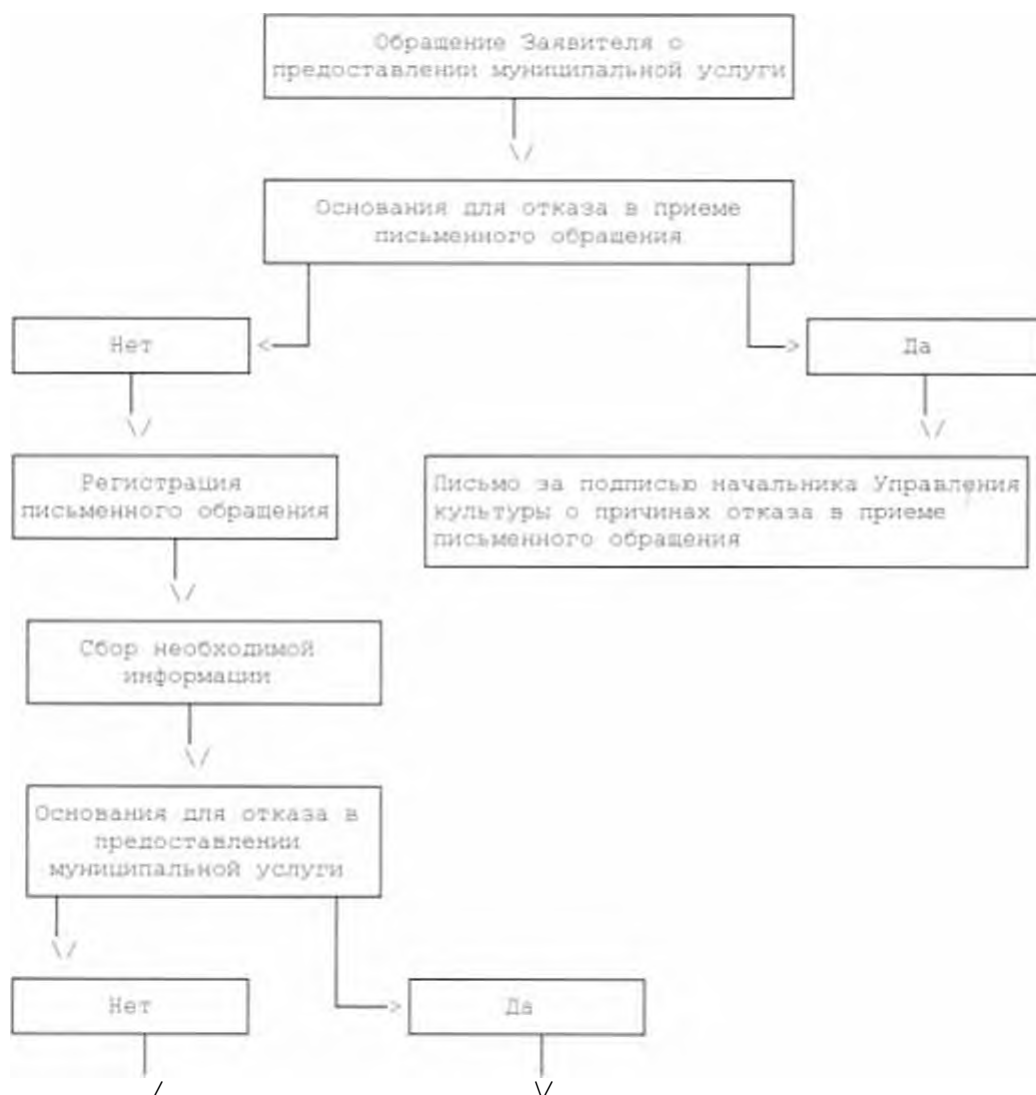 Обращение Заявителя о
предоставлении муниципальной услуги
Основания для отказа в приеме
письменного обращения
Нет
Да
Регистрация
письменного обращения
Письмо за подписью начальника Управления
культуры о причинах отказа в приеме
письменного обращения
Сбор необходимой
информации
Основания для отказа в
предоставлении
муниципальной услуги
Нет
Да